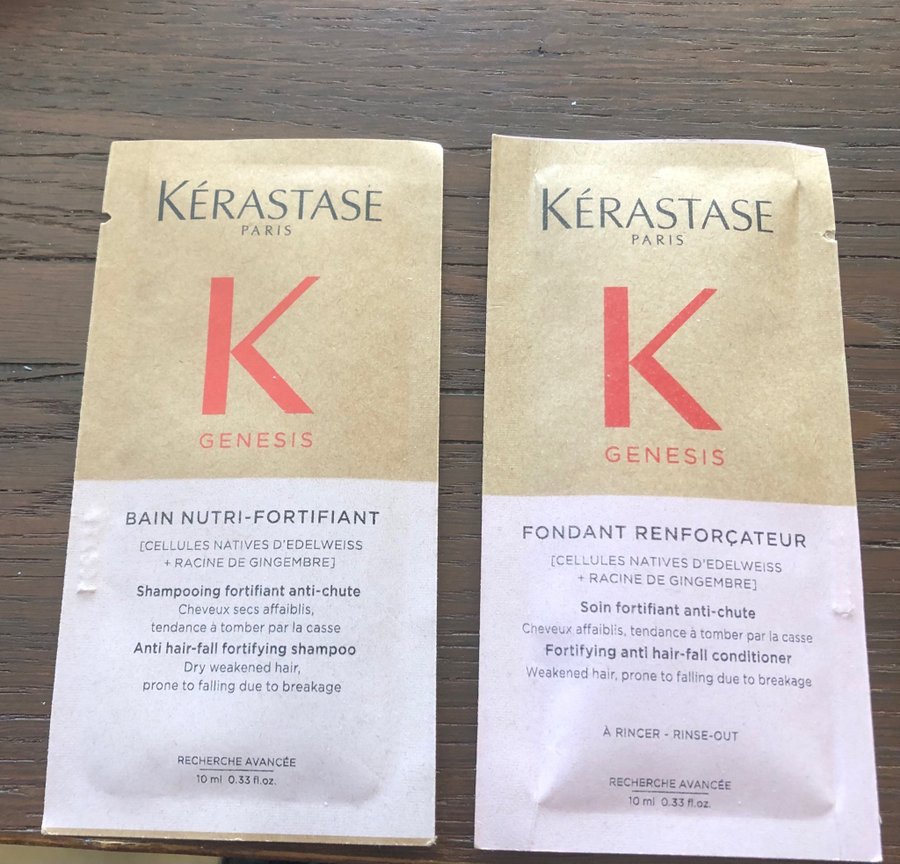 KÉRASTASE
PARIS
K
GENESIS
BAIN NUTRI-FORTIFIANT
[CELLULES NATIVES D'EDELWEISS
+ RACINE DE GINGEMBRE]
Shampooing fortifiant anti-chute
Cheveux secs affaiblis,
tendance à tomber par la casse
Anti hair-fall fortifying shampoo
Dry weakened hair,
prone to falling due to breakage
RECHERCHE AVANCÉE
10 ml 0.33 fl.oz.
KÉRASTASE
PARIS
K
GENESIS
FONDANT RENFORÇATEUR
[CELLULES NATIVES D'EDELWEISS
+ RACINE DE GINGEMBRE]
Soin fortifiant anti-chute
Cheveux affaiblis, tendance à tomber par la casse
Fortifying anti hair-fall conditioner
Weakened hair, prone to falling due to breakage
À RINCER - RINSE-OUT
RECHERCHE AVANCÉE
10 ml 0.33 fl.oz.